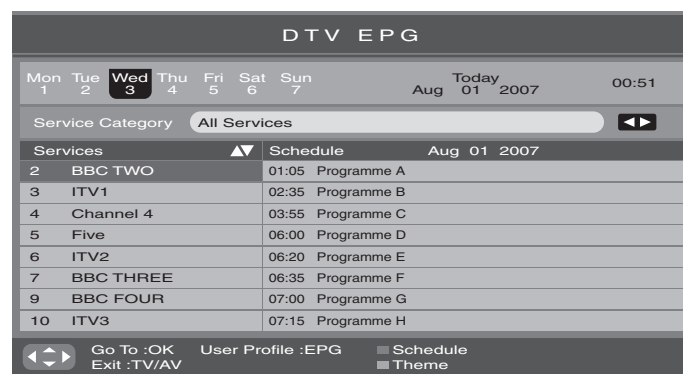 DTV EPG
Mon Tue Wed Thu Fri Sat Sun
1 2 3 4 5 6 7
Today
Aug 01 2007
00:51
Service Category All Services
Services Schedule Aug 01 2007
2 BBC TWO 01:05 Programme A
3 ITV1 02:35 Programme B
4 Channel 4 03:55 Programme C
5 Five 06:00 Programme D
6 ITV2 06:20 Programme E
7 BBC THREE 06:35 Programme F
9 BBC FOUR 07:00 Programme G
10 ITV3 07:15 Programme H
Go To :OK User Profile :EPG Schedule
Exit :TV/AV Theme